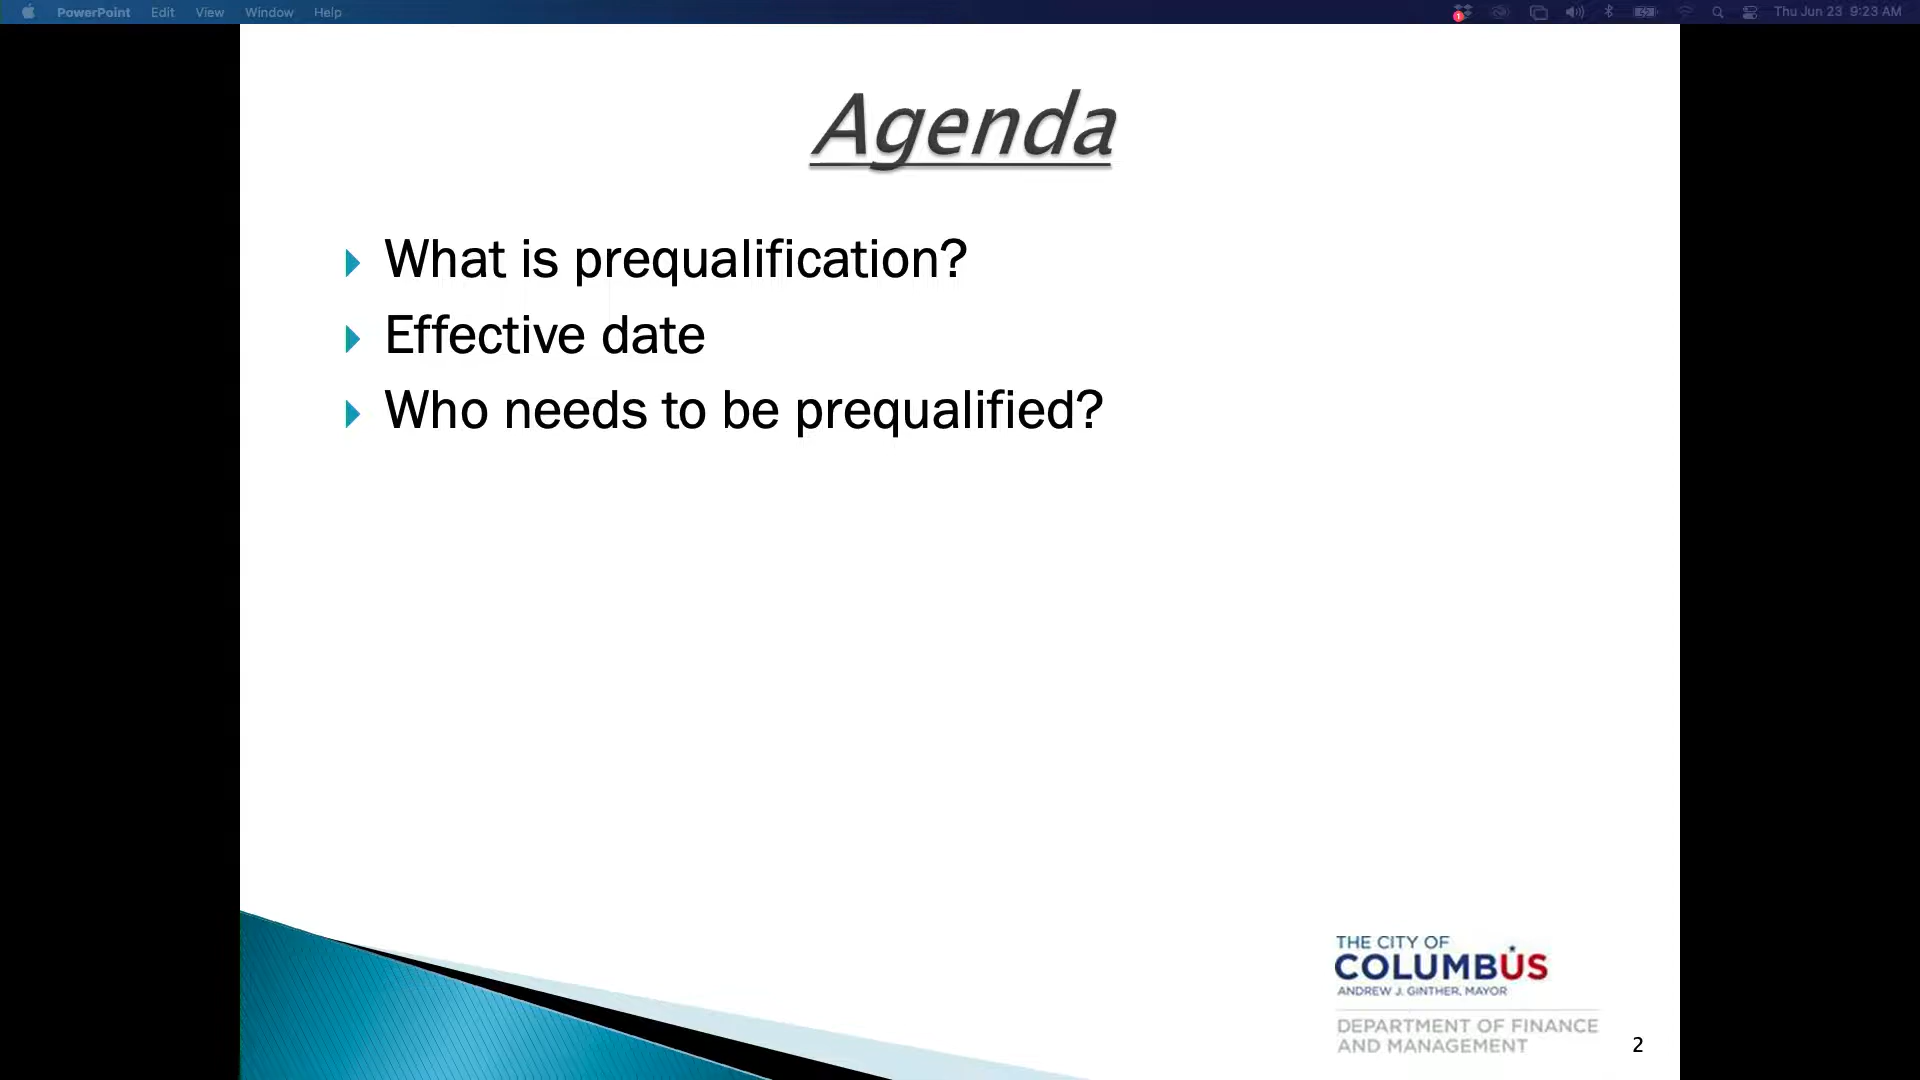 PowerPoint Edit View Window Help
1
Thu Jun 23 9:23 AM
Agenda
What is prequalification?
Effective date
Who needs to be prequalified?
THE CITY OF
COLUMBUS
ANDREW J. GINTHER, MAYOR
DEPARTMENT OF FINANCE
AND MANAGEMENT
2